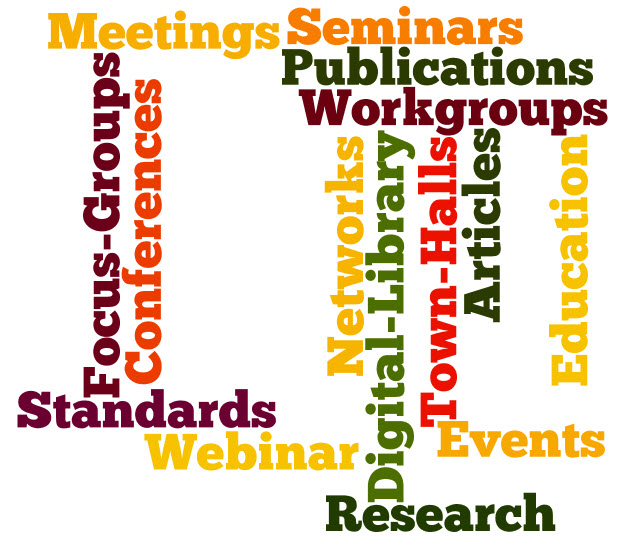 Meetings
Seminars
Publications
Workgroups
Focus-Groups
Conferences
Networks
Digital-Library
Town-Halls
Articles
Education
Standards
Webinar
Events
Research